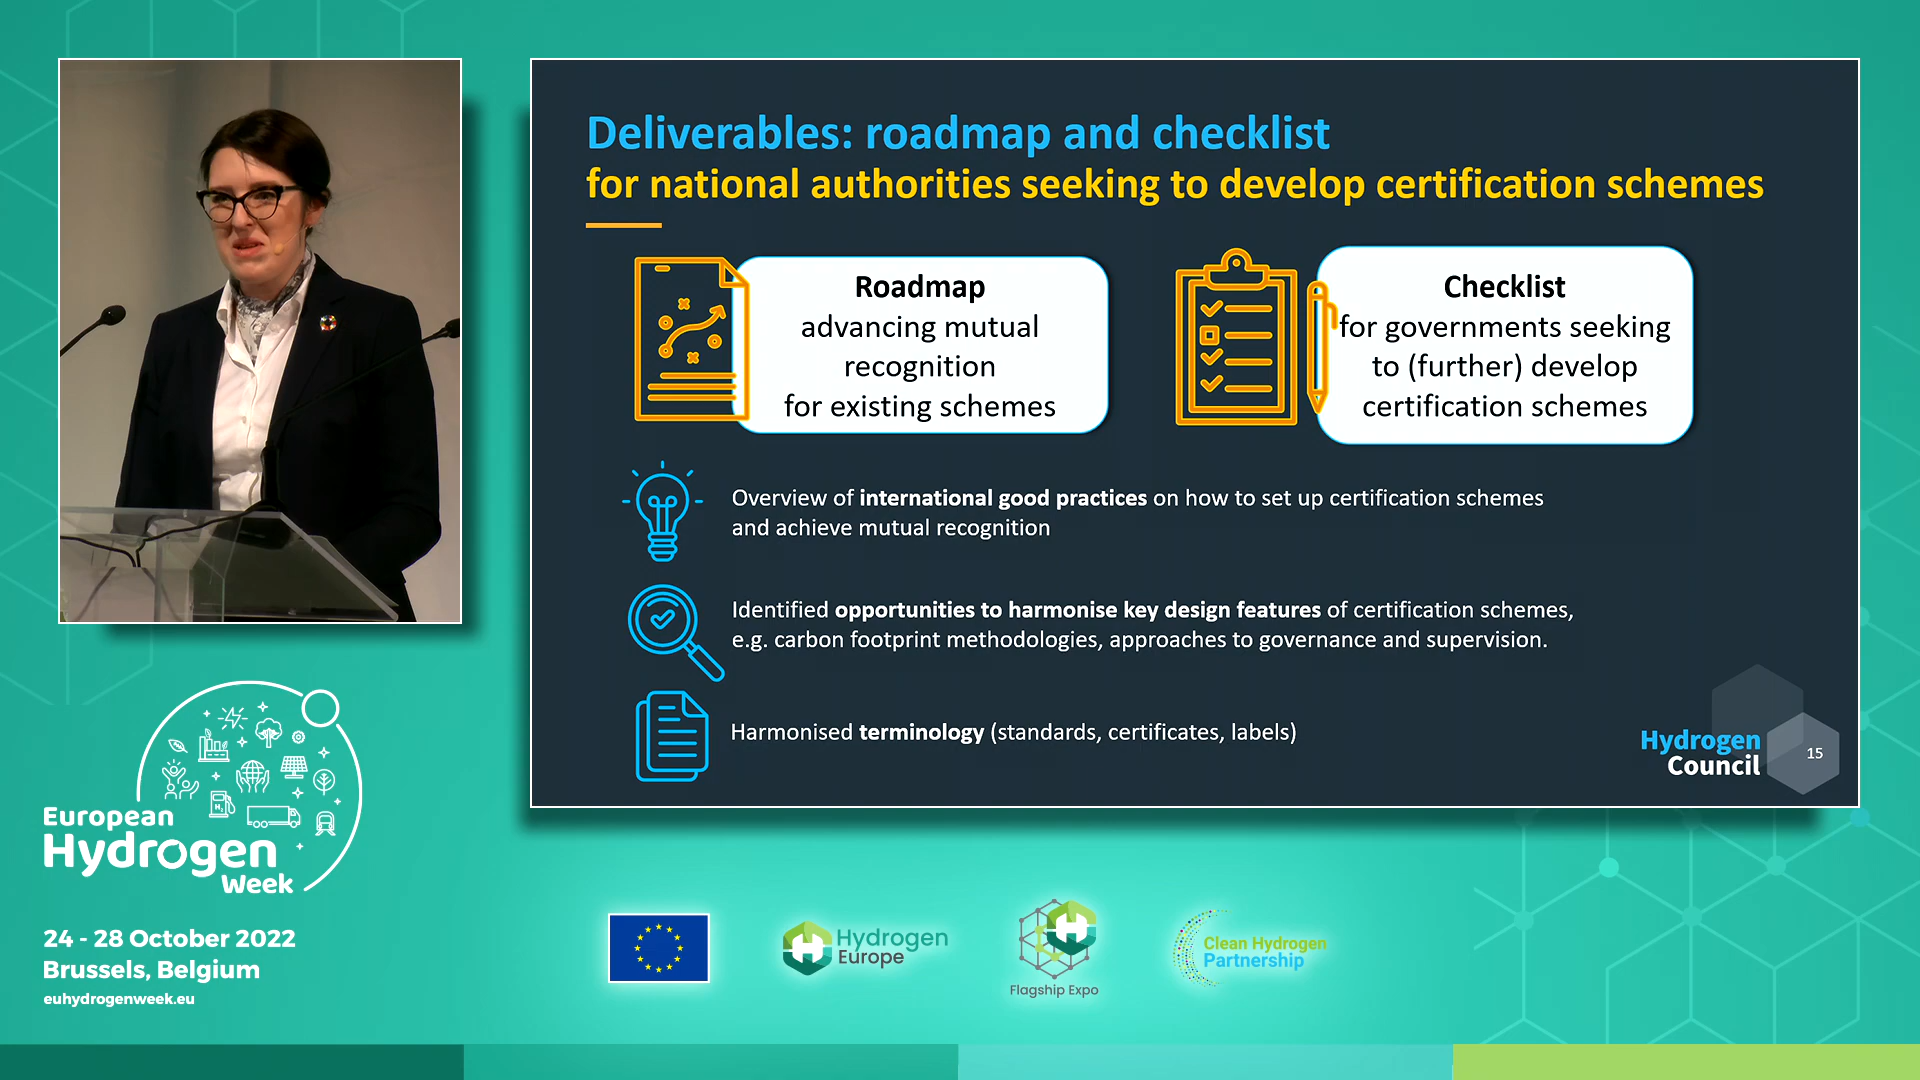 Deliverables: roadmap and checklist
for national authorities seeking to develop certification schemes
Roadmap
advancing mutual
recognition
for existing schemes
Checklist
for governments seeking
to (further) develop
certification schemes
Overview of international good practices on how to set up certification schemes
and achieve mutual recognition
Identified opportunities to harmonise key design features of certification schemes,
e.g. carbon footprint methodologies, approaches to governance and supervision.
Harmonised terminology (standards, certificates, labels)
Hydrogen
Council
15
European
Hydrogen
Week
24 - 28 October 2022
Brussels, Belgium
euhydrogenweek.eu
Hydrogen
Europe
Flagship Expo
Clean Hydrogen
Partnership